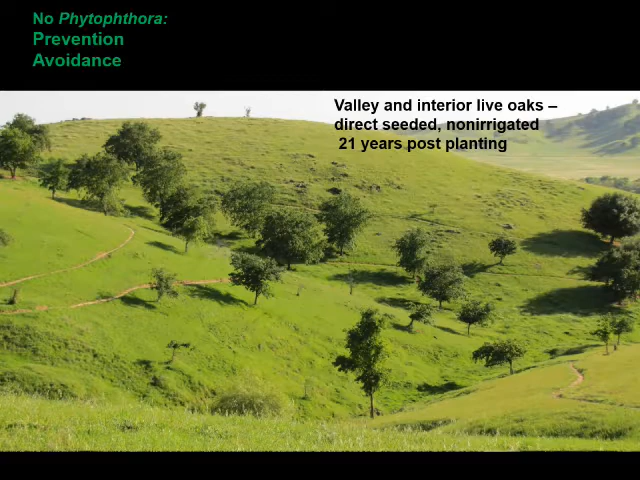 No Phytophthora:
Prevention
Avoidance
Valley and interior live oaks –
direct seeded, nonirrigated
21 years post planting